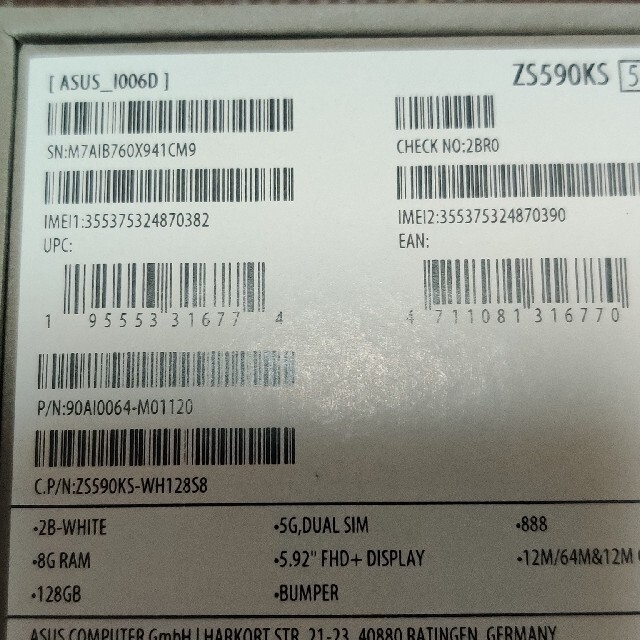 [ ASUS_I006D ]
ZS590KS 5
SN:M7AIB760X941CM9
CHECK NO:2BR0
IMEI1:355375324870382
IMEI2:355375324870390
UPC:
EAN:
1 95553 31677 4
4 711081 316770
P/N:90AI0064-M01120
C.P/N:ZS590KS-WH128S8
•2B-WHITE
•5G,DUAL SIM
•888
•8G RAM
•5.92" FHD+ DISPLAY
•12M/64M&12M
•128GB
•BUMPER
ASUS COMPUTER GmbH | HARKORT STR. 21-23, 40880 RATINGEN, GERMANY